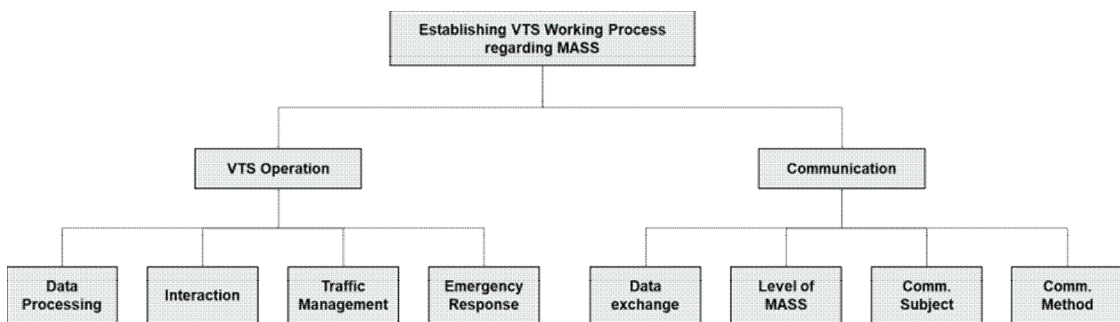 Establishing VTS Working Process
regarding MASS
VTS Operation
Communication
Data
Processing
Interaction
Traffic
Management
Emergency
Response
Data
exchange
Level of
MASS
Comm.
Subject
Comm.
Method